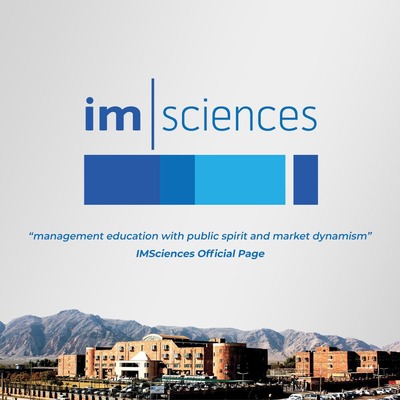 im|sciences
“management education with public spirit and market dynamism”
IMSciences Official Page